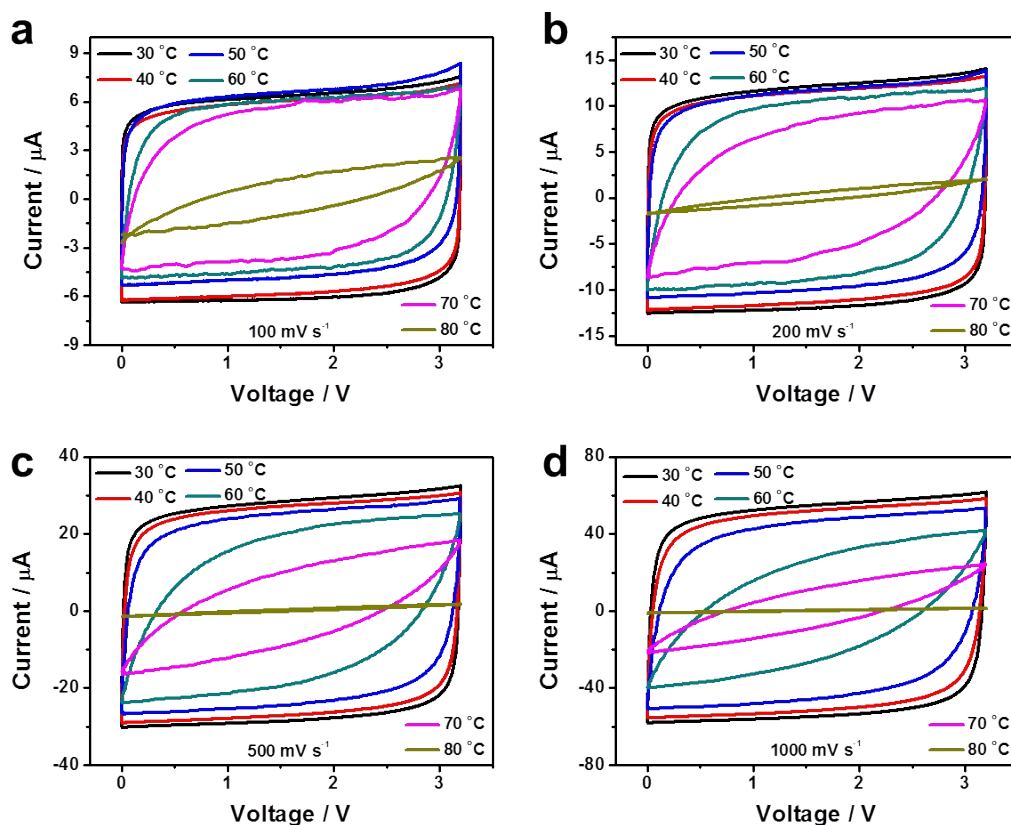 a
30 °C 50 °C
40 °C 60 °C
9
6
3
0
-3
-6
-9
Current / μA
70 °C
80 °C
100 mV s⁻¹
0 1 2 3
Voltage / V
b
30 °C 50 °C
40 °C 60 °C
15
10
5
0
-5
-10
-15
Current / μA
70 °C
80 °C
200 mV s⁻¹
0 1 2 3
Voltage / V
c
30 °C 50 °C
40 °C 60 °C
40
20
0
-20
-40
Current / μA
70 °C
80 °C
500 mV s⁻¹
0 1 2 3
Voltage / V
d
30 °C 50 °C
40 °C 60 °C
80
40
0
-40
-80
Current / μA
70 °C
80 °C
1000 mV s⁻¹
0 1 2 3
Voltage / V